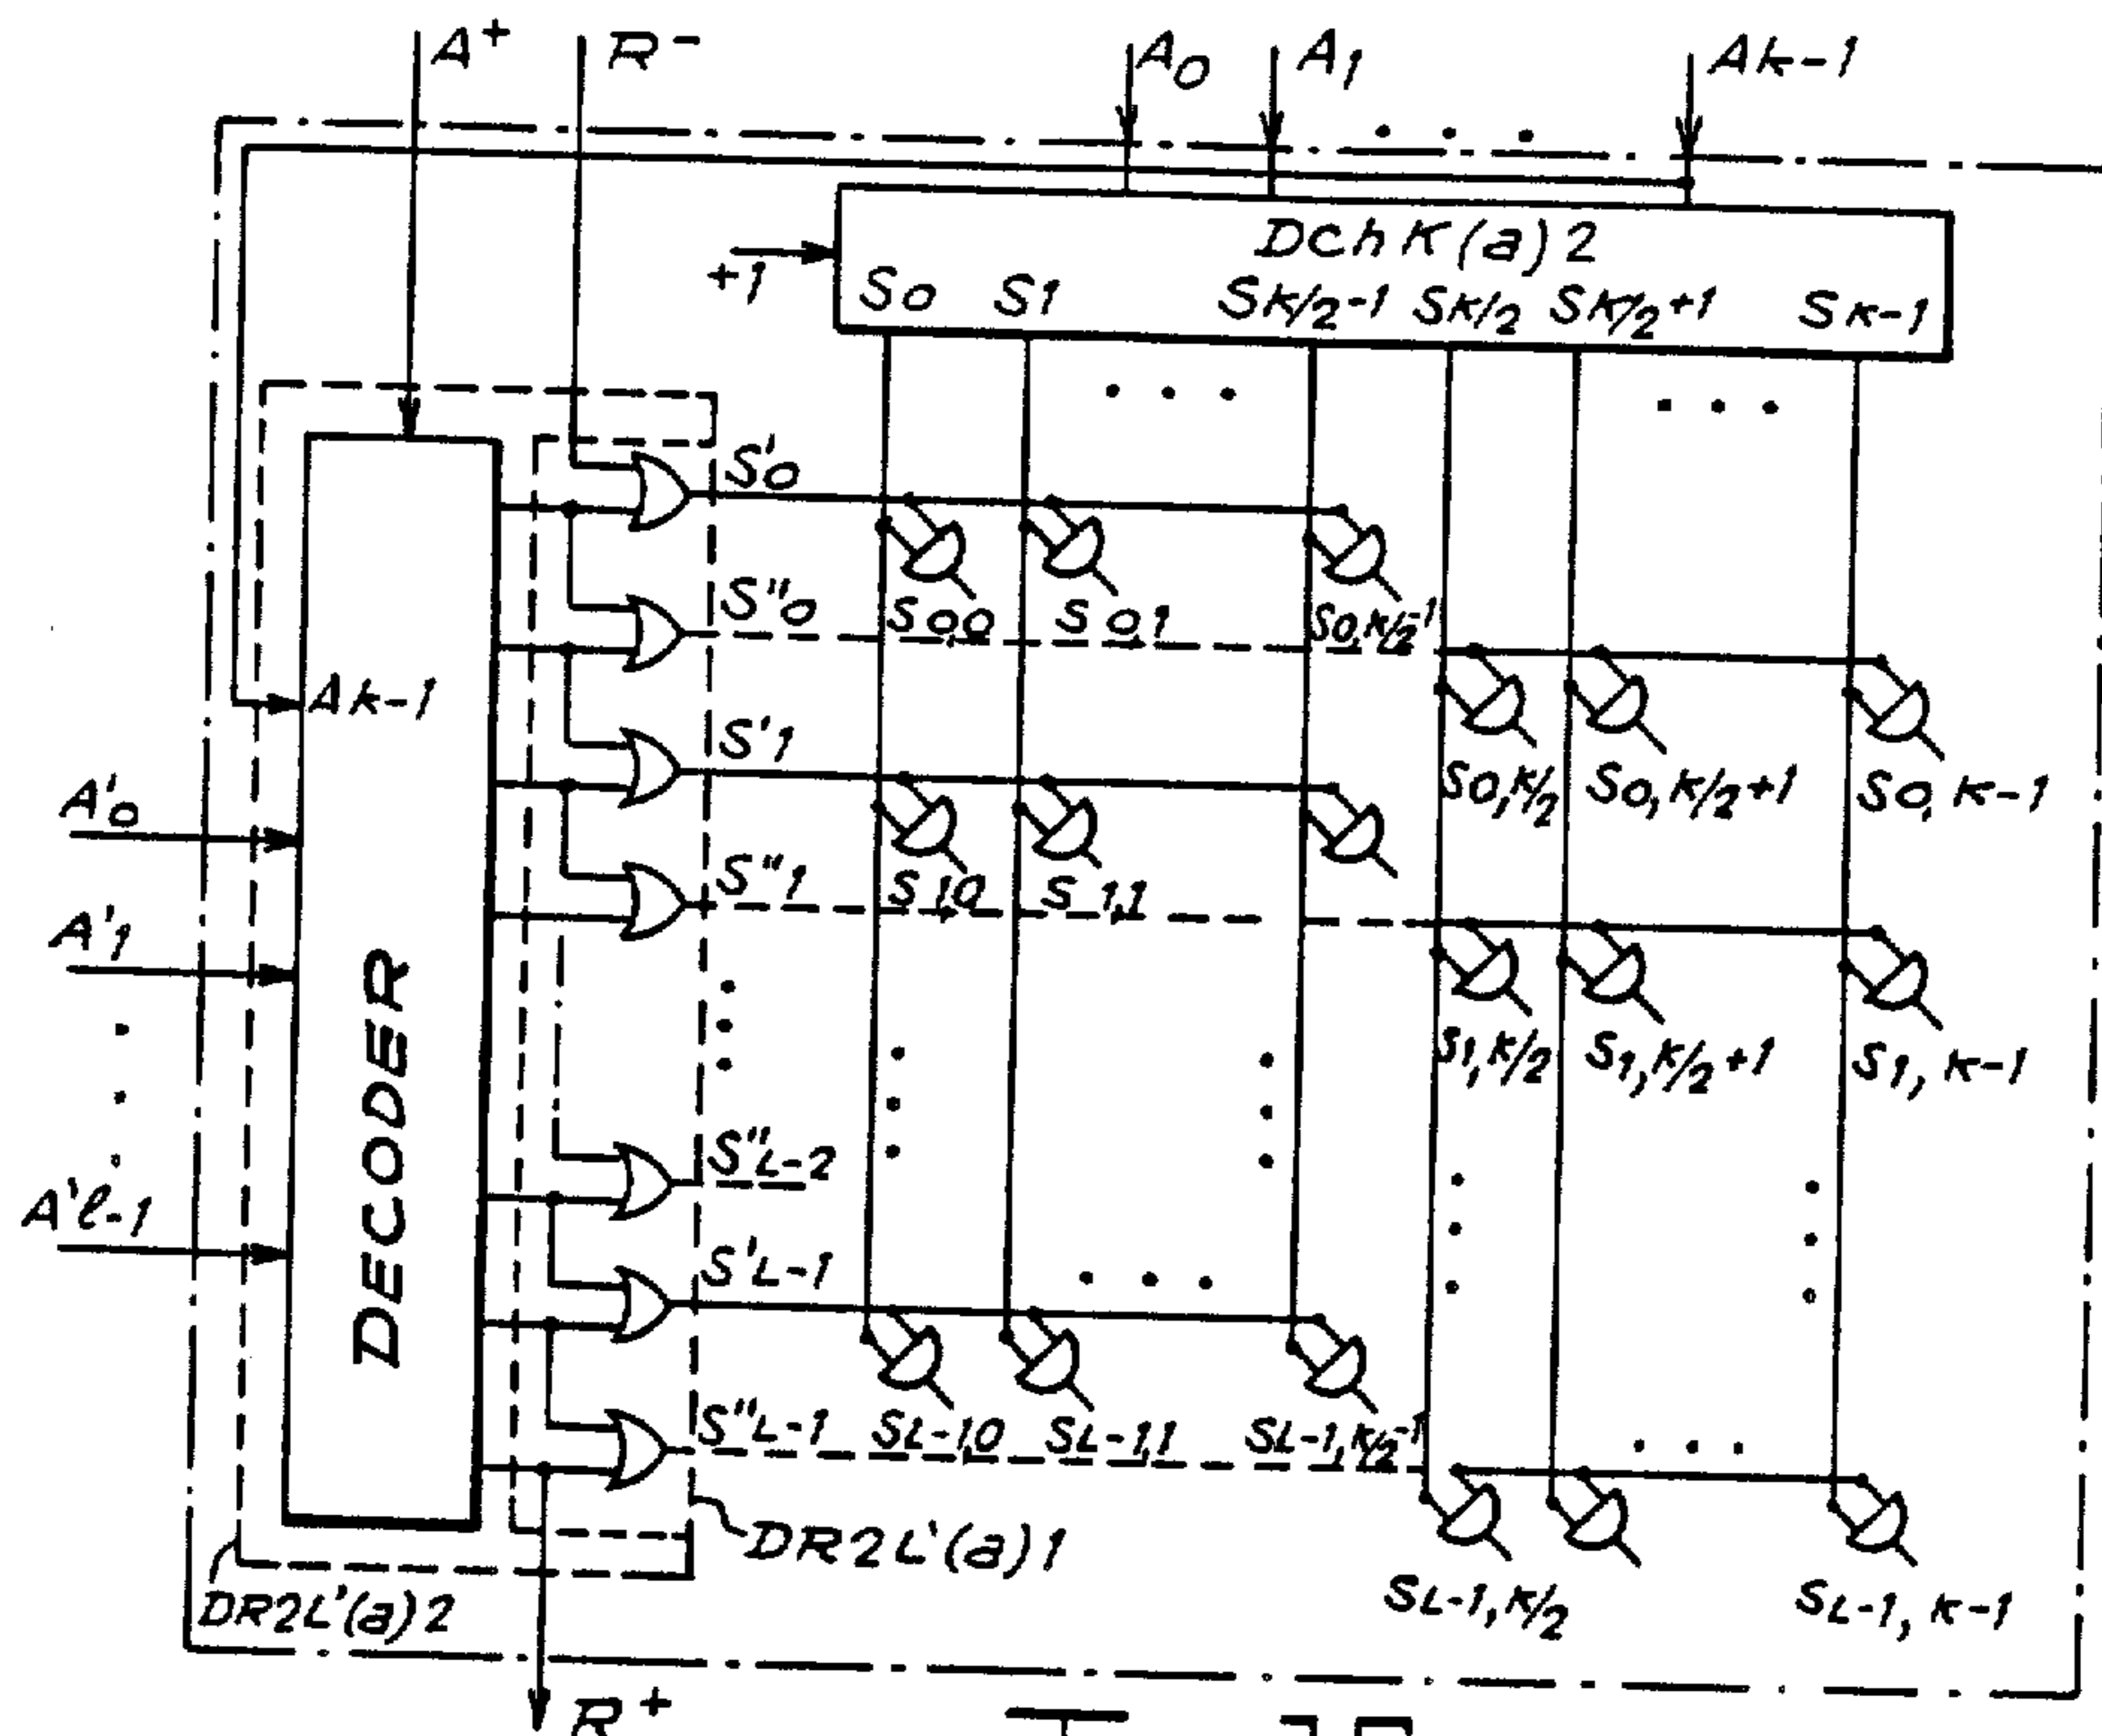 A+ R- A0 A1 Ak-1
DchK(a)2
+1
S0 S1 SK/2-1 SK/2 SK/2+1 SK-1
S'0
S"0
S0,0 S01 S0,K/2-1
Ak-1
S'1
S0,K/2 S0,K/2+1 S0,K-1
A'0
S"1
S1,0 S1,1
A'1
DECODER
S1,K/2 S1,K/2+1 S1,K-1
S"L-2
A'l-1
S'L-1
S"L-1 SL-1,0 SL-1,1 SL-1,K/2-1
DR2L'(a)1
DR2L'(a)2
SL-1,K/2 SL-1,K-1
R+